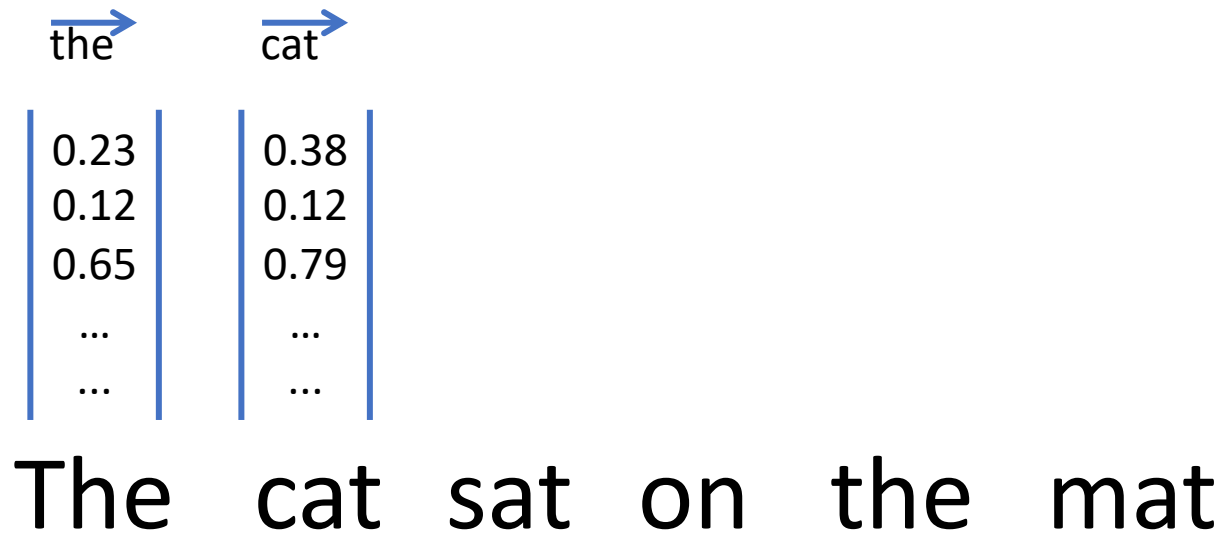 the cat
0.23 0.38
0.12 0.12
0.65 0.79
... ...
... ...
The cat sat on the mat